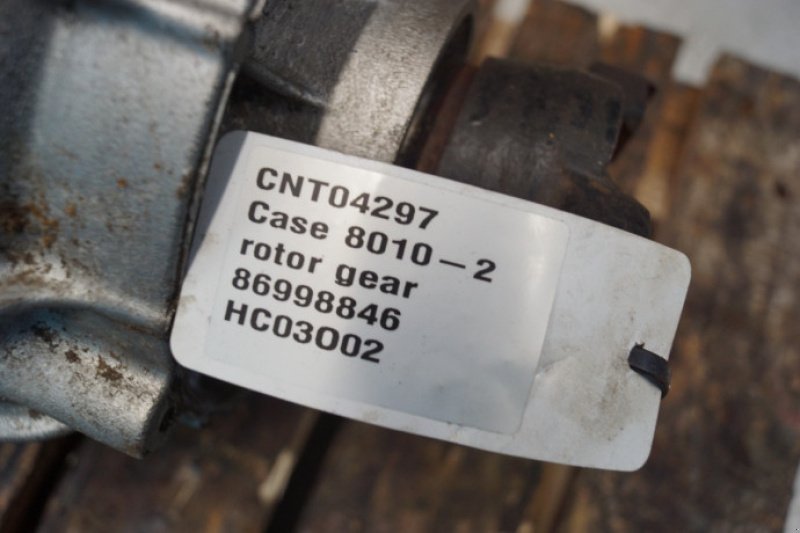 CNT04297
Case 8010-2
rotor gear
86998846
HC03O02